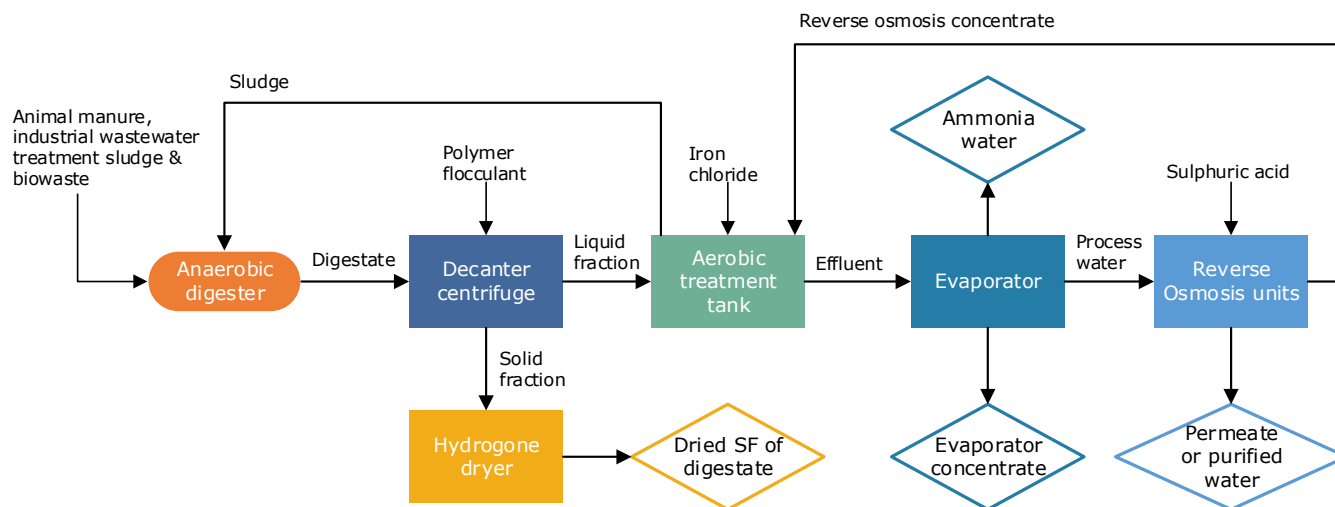 Reverse osmosis concentrate
Sludge
Animal manure,
industrial wastewater
treatment sludge &
biowaste
Polymer
flocculant
Iron
chloride
Ammonia
water
Sulphuric acid
Anaerobic
digester
Digestate
Decanter
centrifuge
Liquid
fraction
Aerobic
treatment
tank
Effluent
Evaporator
Process
water
Reverse
Osmosis units
Solid
fraction
Hydrogone
dryer
Dried SF of
digestate
Evaporator
concentrate
Permeate
or purified
water